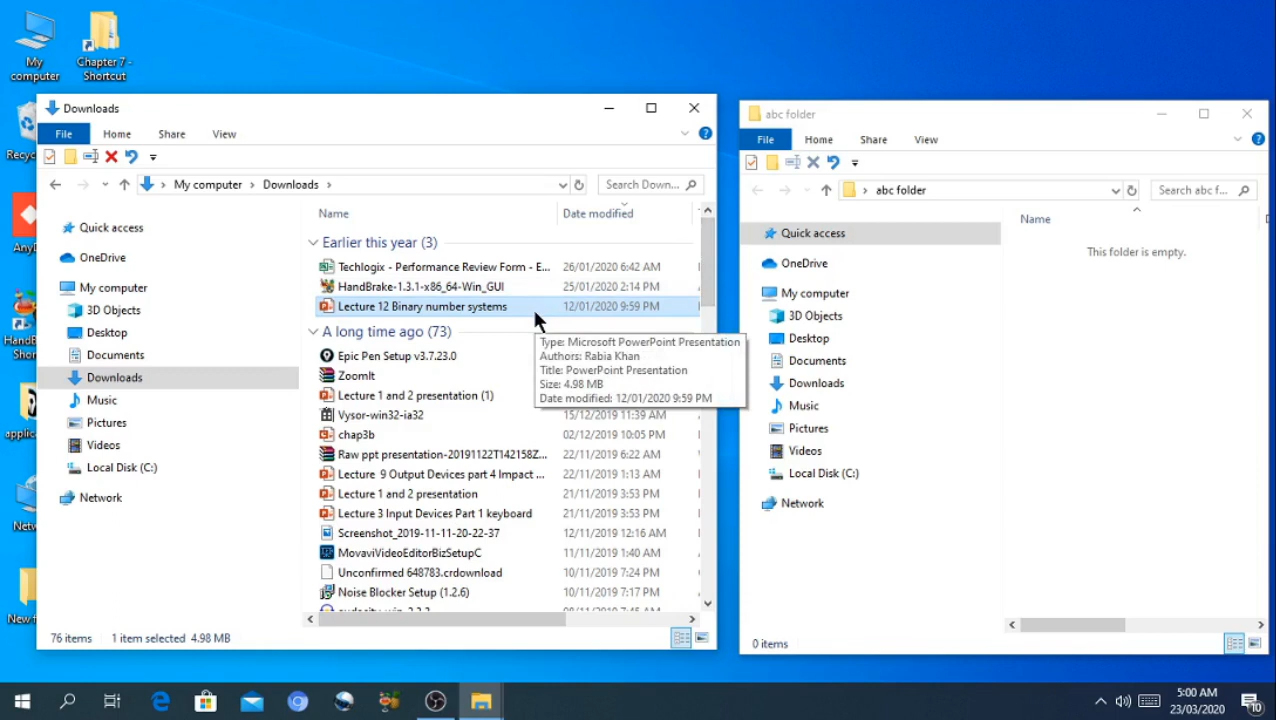 My computer
Chapter 7 - Shortcut
Recyc
AnyD
HandB
Shor
applic
Netw
New f
Downloads
File Home Share View
My computer Downloads
Search Down...
Quick access
OneDrive
My computer
3D Objects
Desktop
Documents
Downloads
Music
Pictures
Videos
Local Disk (C:)
Network
Name Date modified
Earlier this year (3)
Techlogix - Performance Review Form - E... 26/01/2020 6:42 AM
HandBrake-1.3.1-x86_64-Win_GUI 25/01/2020 2:14 PM
Lecture 12 Binary number systems 12/01/2020 9:59 PM
A long time ago (73)
Epic Pen Setup v3.7.23.0
ZoomIt
Lecture 1 and 2 presentation (1)
Vysor-win32-ia32 15/12/2019 11:39 AM
chap3b 02/12/2019 10:05 PM
Raw ppt presentation-20191122T142158Z... 22/11/2019 6:22 AM
Lecture 9 Output Devices part 4 Impact ... 22/11/2019 1:13 AM
Lecture 1 and 2 presentation 21/11/2019 3:53 PM
Lecture 3 Input Devices Part 1 keyboard 21/11/2019 3:53 PM
Screenshot_2019-11-11-20-22-37 12/11/2019 12:16 AM
MovaviVideoEditorBizSetupC 11/11/2019 1:40 AM
Unconfirmed 648783.crdownload 10/11/2019 7:24 PM
Noise Blocker Setup (1.2.6) 10/11/2019 7:17 PM
Type: Microsoft PowerPoint Presentation
Authors: Rabia Khan
Title: PowerPoint Presentation
Size: 4.98 MB
Date modified: 12/01/2020 9:59 PM
76 items 1 item selected 4.98 MB
abc folder
File Home Share View
abc folder
Search abc f...
Quick access
OneDrive
My computer
3D Objects
Desktop
Documents
Downloads
Music
Pictures
Videos
Local Disk (C:)
Network
Name
This folder is empty.
0 items
5:00 AM
23/03/2020
10